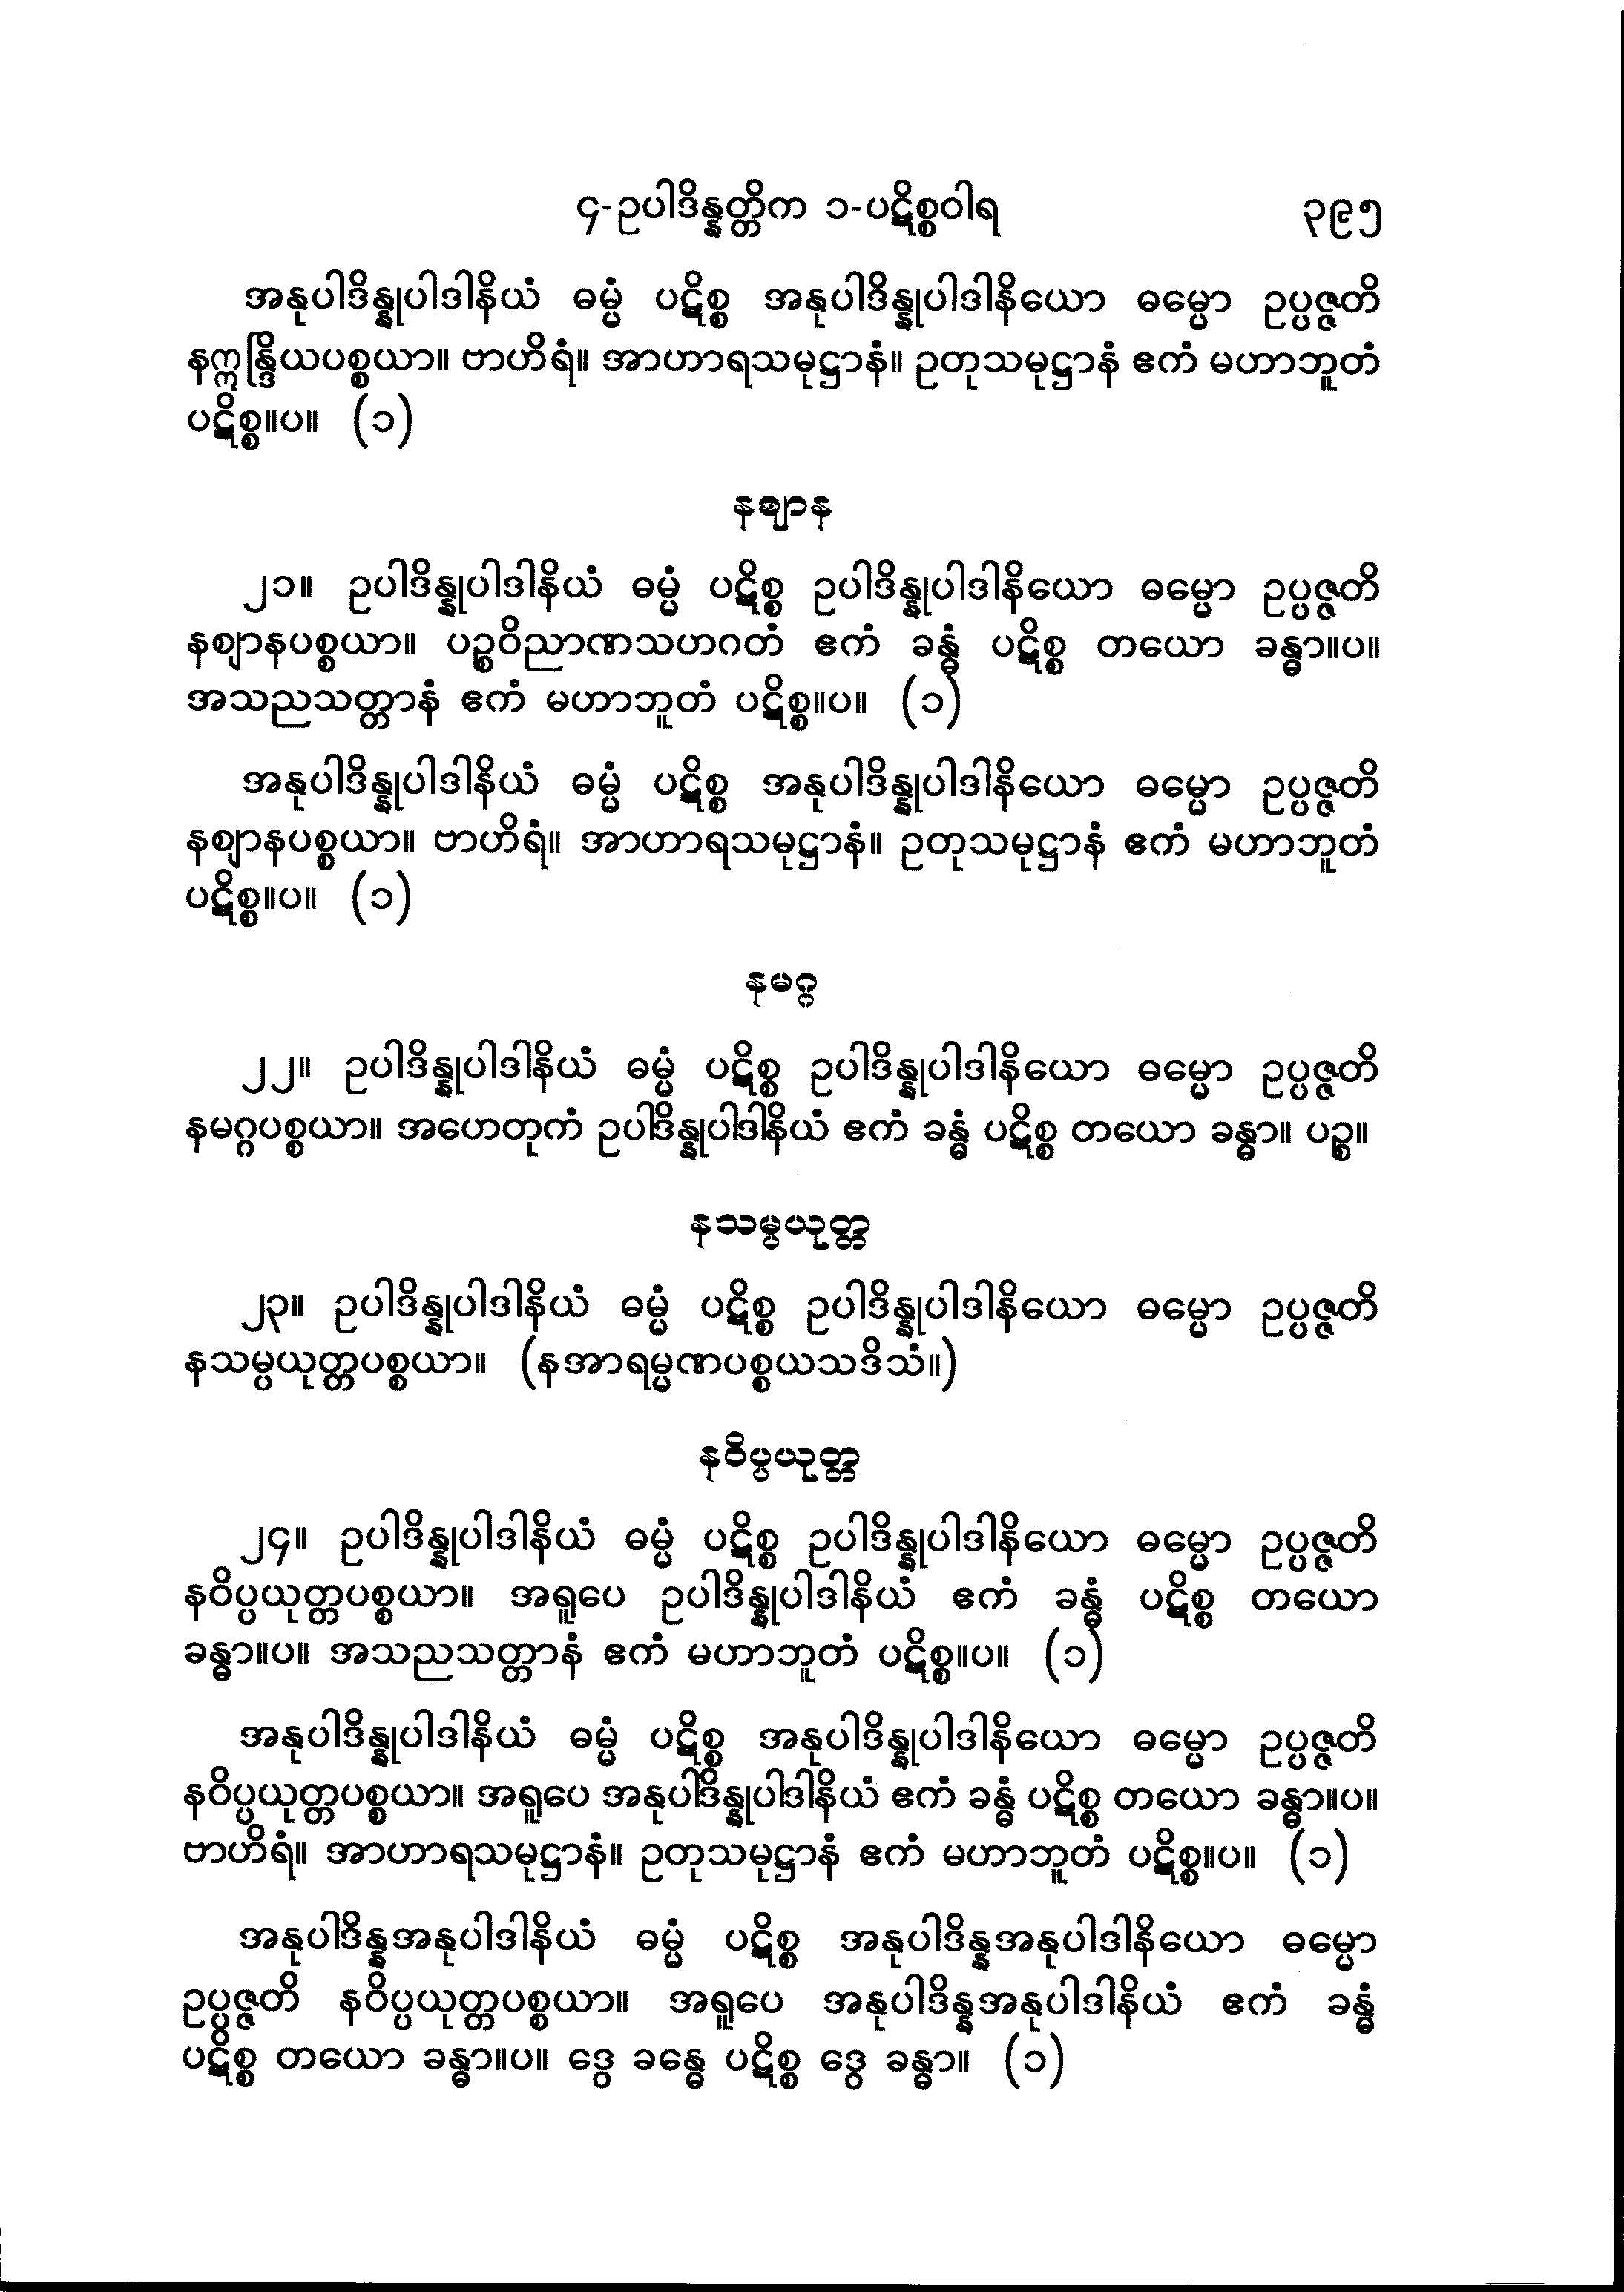 ၄-ဥပါဒိန္နတ္တိက ၁-ပဋိစ္စဝါရ ၃၉၅
အနုပါဒိန္နုပါဒါနိယံ ဓမ္မံ ပဋိစ္စ အနုပါဒိန္နုပါဒါနိယော ဓမ္မော ဥပ္ပဇ္ဇတိ
နဣန္ဒြိယပစ္စယာ။ ဗာဟိရံ။ အာဟာရသမုဋ္ဌာနံ။ ဥတုသမုဋ္ဌာနံ ဧကံ မဟာဘူတံ
ပဋိစ္စ။ပ။ (၁)
နဈာန
၂၁။ ဥပါဒိန္နုပါဒါနိယံ ဓမ္မံ ပဋိစ္စ ဥပါဒိန္နုပါဒါနိယော ဓမ္မော ဥပ္ပဇ္ဇတိ
နဈာနပစ္စယာ။ ပဉ္စဝိညာဏသဟဂတံ ဧကံ ခန္ဓံ ပဋိစ္စ တယော ခန္ဓာ။ပ။
အသညသတ္တာနံ ဧကံ မဟာဘူတံ ပဋိစ္စ။ပ။ (၁)
အနုပါဒိန္နုပါဒါနိယံ ဓမ္မံ ပဋိစ္စ အနုပါဒိန္နုပါဒါနိယော ဓမ္မော ဥပ္ပဇ္ဇတိ
နဈာနပစ္စယာ။ ဗာဟိရံ။ အာဟာရသမုဋ္ဌာနံ။ ဥတုသမုဋ္ဌာနံ ဧကံ မဟာဘူတံ
ပဋိစ္စ။ပ။ (၁)
နမဂ္ဂ
၂၂။ ဥပါဒိန္နုပါဒါနိယံ ဓမ္မံ ပဋိစ္စ ဥပါဒိန္နုပါဒါနိယော ဓမ္မော ဥပ္ပဇ္ဇတိ
နမဂ္ဂပစ္စယာ။ အဟေတုကံ ဥပါဒိန္နုပါဒါနိယံ ဧကံ ခန္ဓံ ပဋိစ္စ တယော ခန္ဓာ။ ပဉ္စ။
နသမ္ပယုတ္တ
၂၃။ ဥပါဒိန္နုပါဒါနိယံ ဓမ္မံ ပဋိစ္စ ဥပါဒိန္နုပါဒါနိယော ဓမ္မော ဥပ္ပဇ္ဇတိ
နသမ္ပယုတ္တပစ္စယာ။ (နအာရမ္မဏပစ္စယသဒိသံ။)
နဝိပ္ပယုတ္တ
၂၄။ ဥပါဒိန္နုပါဒါနိယံ ဓမ္မံ ပဋိစ္စ ဥပါဒိန္နုပါဒါနိယော ဓမ္မော ဥပ္ပဇ္ဇတိ
နဝိပ္ပယုတ္တပစ္စယာ။ အရူပေ ဥပါဒိန္နုပါဒါနိယံ ဧကံ ခန္ဓံ ပဋိစ္စ တယော
ခန္ဓာ။ပ။ အသညသတ္တာနံ ဧကံ မဟာဘူတံ ပဋိစ္စ။ပ။ (၁)
အနုပါဒိန္နုပါဒါနိယံ ဓမ္မံ ပဋိစ္စ အနုပါဒိန္နုပါဒါနိယော ဓမ္မော ဥပ္ပဇ္ဇတိ
နဝိပ္ပယုတ္တပစ္စယာ။ အရူပေ အနုပါဒိန္နုပါဒါနိယံ ဧကံ ခန္ဓံ ပဋိစ္စ တယော ခန္ဓာ။ပ။
ဗာဟိရံ။ အာဟာရသမုဋ္ဌာနံ။ ဥတုသမုဋ္ဌာနံ ဧကံ မဟာဘူတံ ပဋိစ္စ။ပ။ (၁)
အနုပါဒိန္နအနုပါဒါနိယံ ဓမ္မံ ပဋိစ္စ အနုပါဒိန္နအနုပါဒါနိယော ဓမ္မော
ဥပ္ပဇ္ဇတိ နဝိပ္ပယုတ္တပစ္စယာ။ အရူပေ အနုပါဒိန္နအနုပါဒါနိယံ ဧကံ ခန္ဓံ
ပဋိစ္စ တယော ခန္ဓာ။ပ။ ဒွေ ခန္ဓေ ပဋိစ္စ ဒွေ ခန္ဓာ။ (၁)